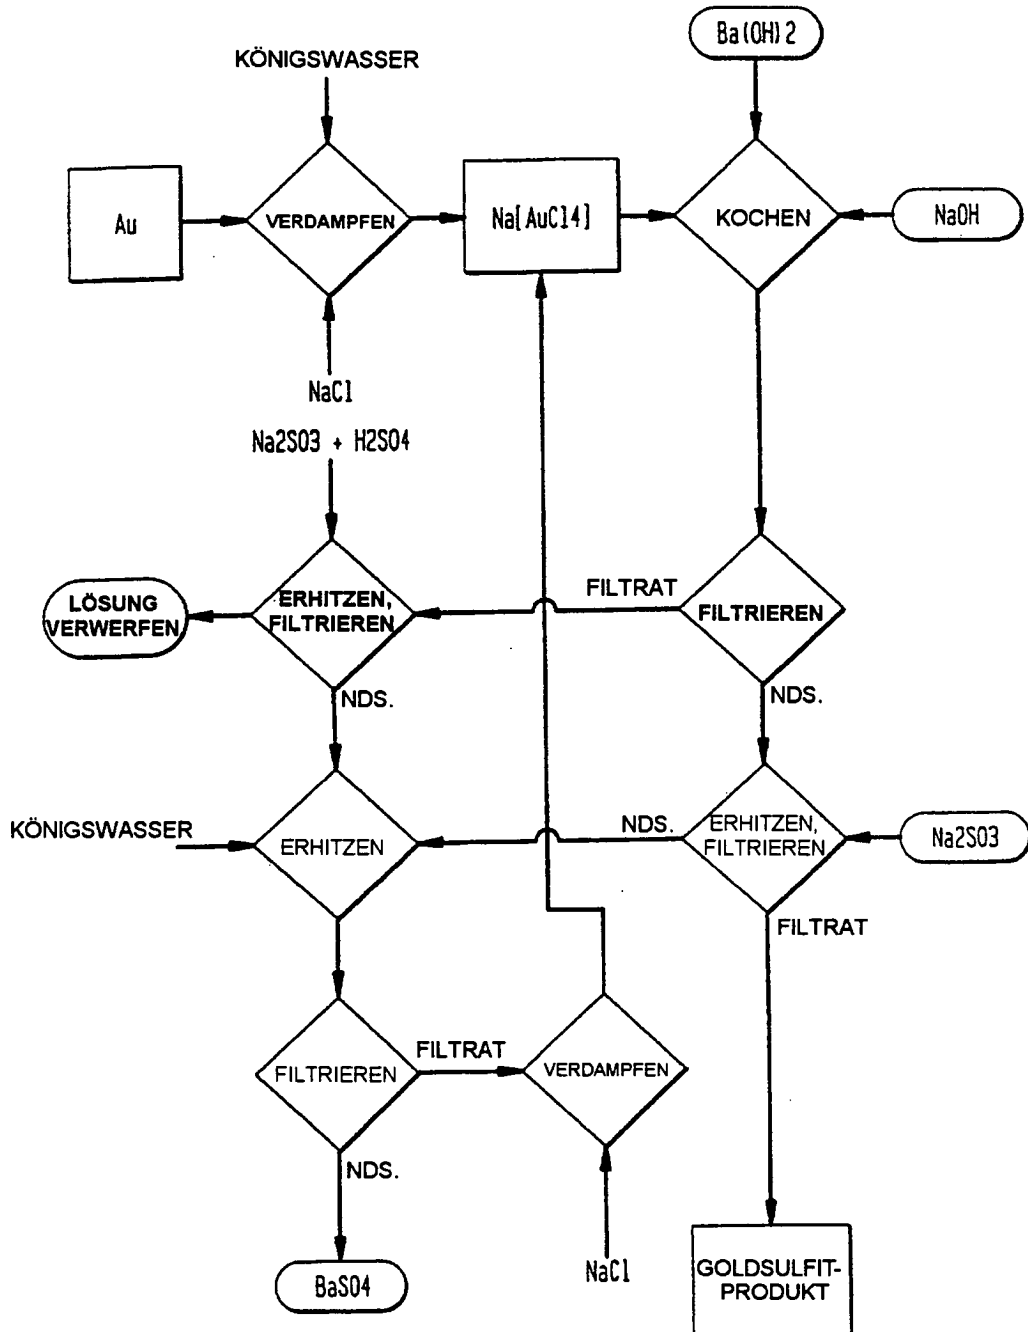 Ba(OH)2
KÖNIGSWASSER
Au
VERDAMPFEN
Na[AuCl4]
KOCHEN
NaOH
NaCl
Na2SO3 + H2SO4
LÖSUNG
VERWERFEN
ERHITZEN,
FILTRIEREN
FILTRAT
FILTRIEREN
NDS.
NDS.
KÖNIGSWASSER
ERHITZEN
NDS.
ERHITZEN,
FILTRIEREN
Na2SO3
FILTRAT
FILTRIEREN
FILTRAT
VERDAMPFEN
NDS.
BaSO4
NaCl
GOLDSULFIT-
PRODUKT